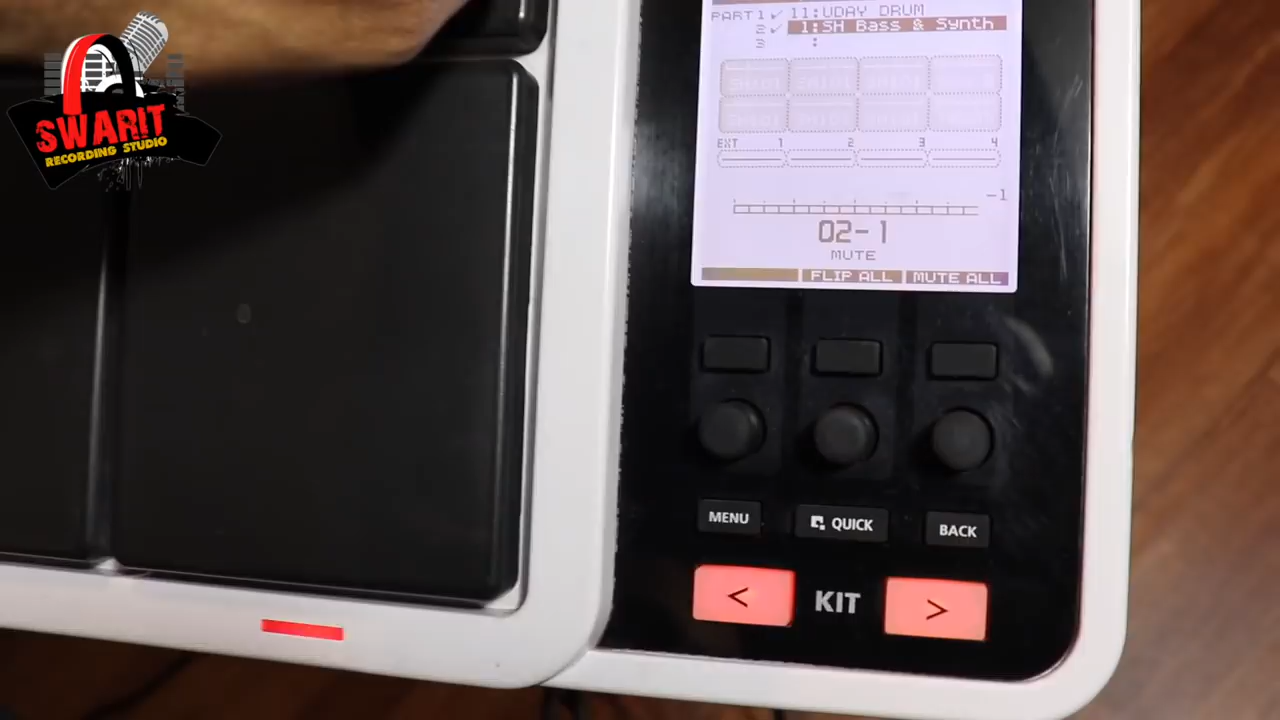 SWARIT
RECORDING STUDIO
PART 1 ✓ 11:UDAY DRUM
2 ✓ 1:SH Bass & Synth
3 :
EXT 1 2 3 4
-1
02-1
MUTE
FLIP ALL MUTE ALL
MENU QUICK BACK
< KIT >